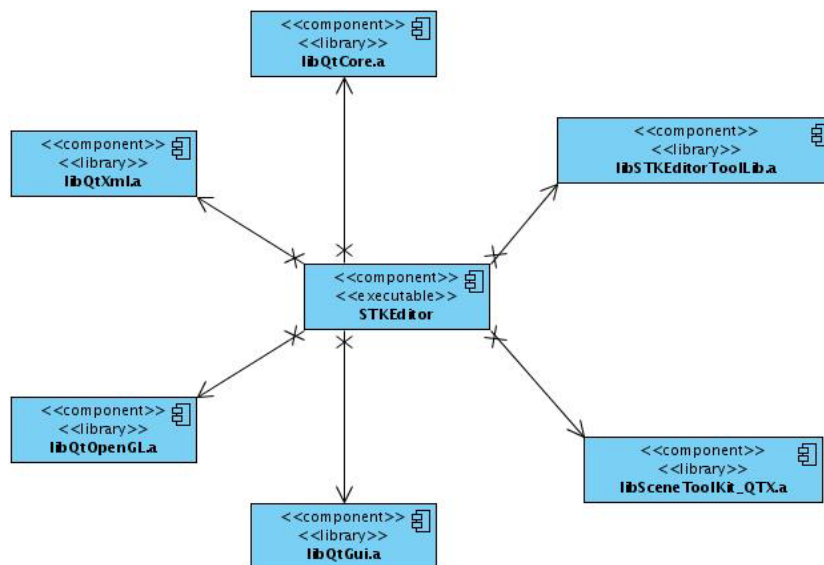 <<component>>
<<library>>
libQtCore.a
<<component>>
<<library>>
libQtXml.a
<<component>>
<<library>>
libSTKEditorToolLib.a
<<component>>
<<executable>>
STKEditor
<<component>>
<<library>>
libQtOpenGL.a
<<component>>
<<library>>
libSceneToolKit_QTX.a
<<component>>
<<library>>
libQtGui.a